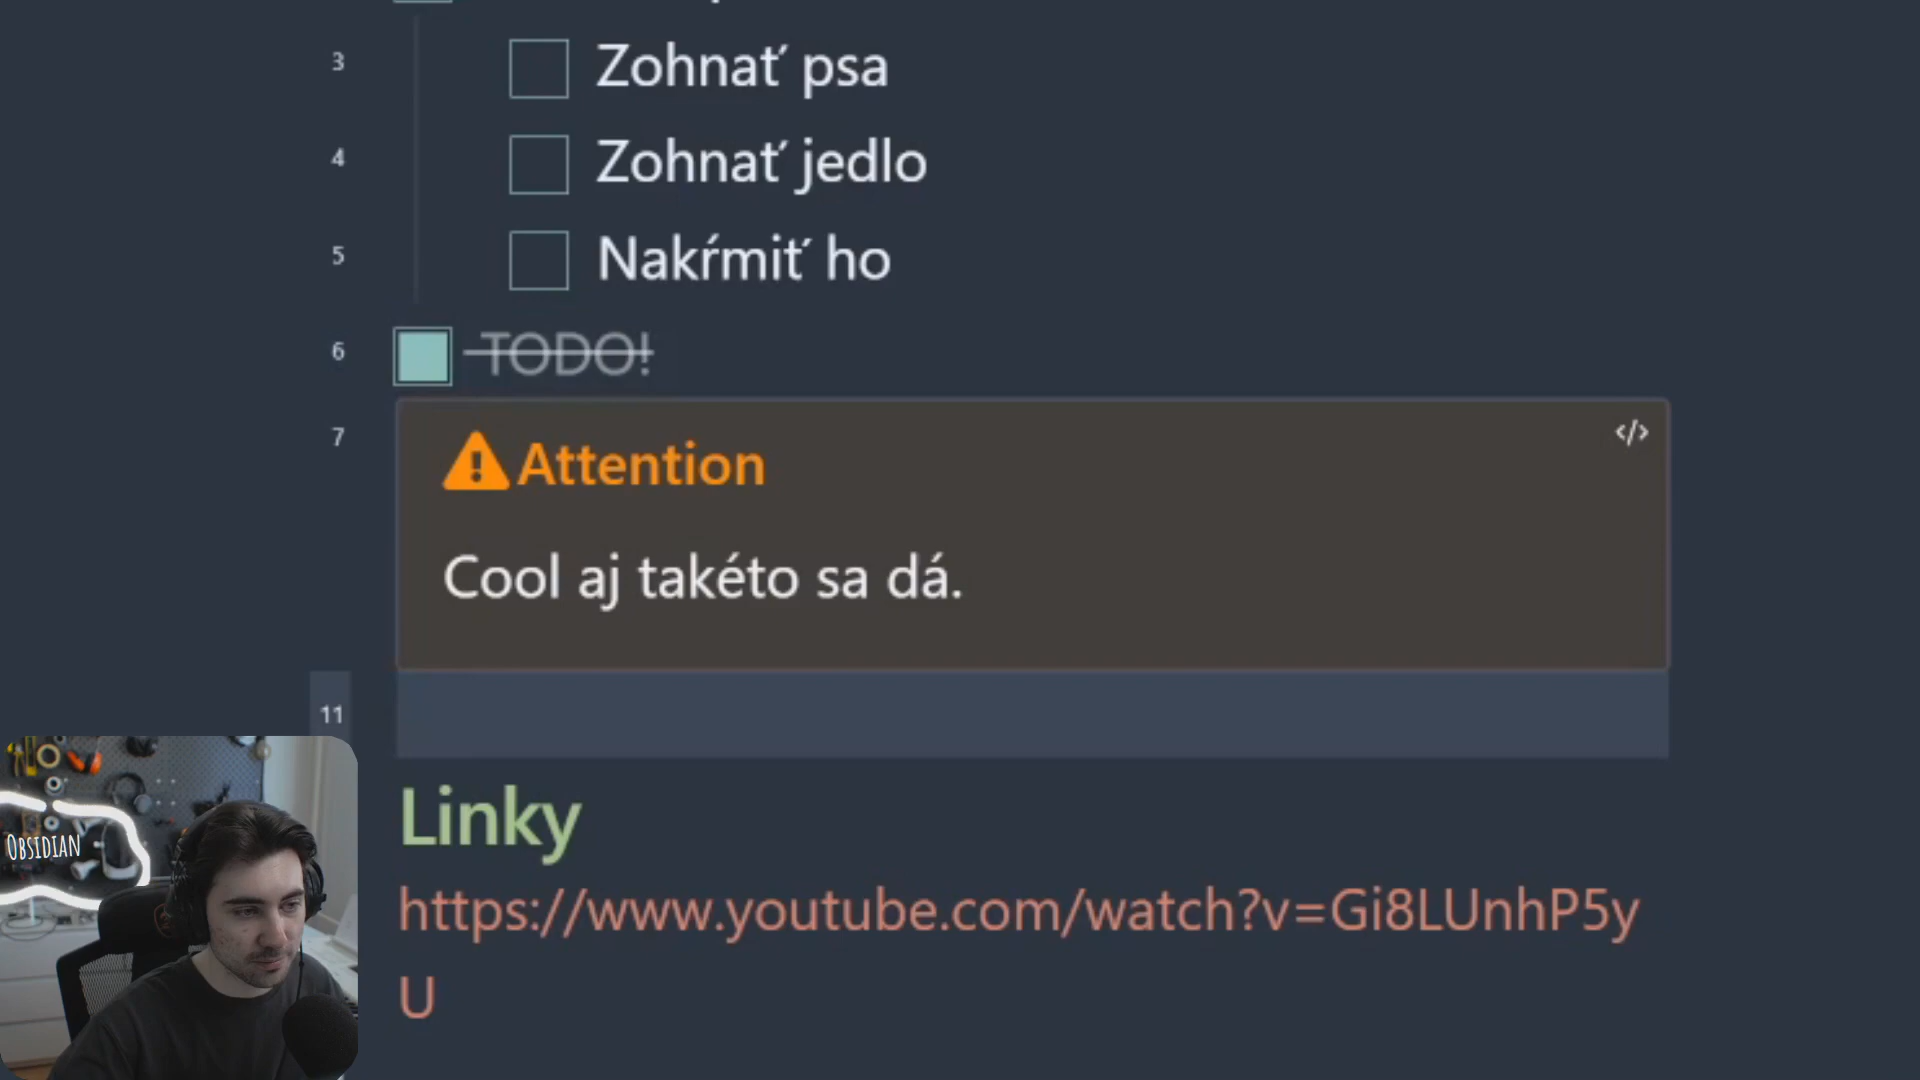 3 Zohnať psa
4 Zohnať jedlo
5 Nakŕmiť ho
6 TODO!
7 Attention </>
Cool aj takéto sa dá.
11
Linky
https://www.youtube.com/watch?v=Gi8LUnhP5y
U
OBSIDIAN